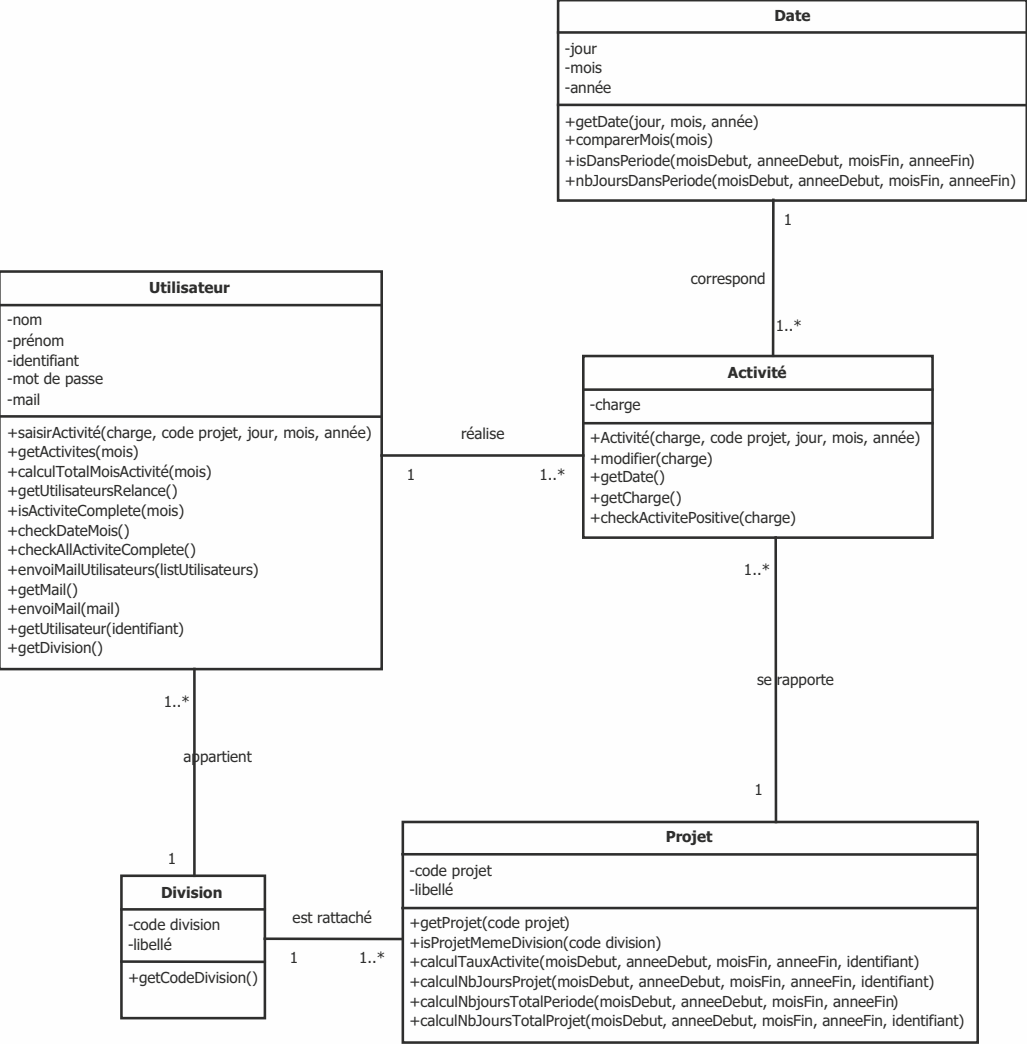 Date
-jour
-mois
-année
+getDate(jour, mois, année)
+comparerMois(mois)
+isDansPeriode(moisDebut, anneeDebut, moisFin, anneeFin)
+nbJoursDansPeriode(moisDebut, anneeDebut, moisFin, anneeFin)
1
correspond
1..*
Utilisateur
-nom
-prénom
-identifiant
-mot de passe
-mail
+saisirActivité(charge, code projet, jour, mois, année)
+getActivites(mois)
+calculTotalMoisActivité(mois)
+getUtilisateursRelance()
+isActiviteComplete(mois)
+checkDateMois()
+checkAllActiviteComplete()
+envoiMailUtilisateurs(listUtilisateurs)
+getMail()
+envoiMail(mail)
+getUtilisateur(identifiant)
+getDivision()
réalise
1
1..*
Activité
-charge
+Activité(charge, code projet, jour, mois, année)
+modifier(charge)
+getDate()
+getCharge()
+checkActivitePositive(charge)
1..*
se rapporte
1
1..*
appartient
1
Division
-code division
-libellé
+getCodeDivision()
est rattaché
1
1..*
Projet
-code projet
-libellé
+getProjet(code projet)
+isProjetMemeDivision(code division)
+calculTauxActivite(moisDebut, anneeDebut, moisFin, anneeFin, identifiant)
+calculNbJoursProjet(moisDebut, anneeDebut, moisFin, anneeFin, identifiant)
+calculNbjoursTotalPeriode(moisDebut, anneeDebut, moisFin, anneeFin)
+calculNbJoursTotalProjet(moisDebut, anneeDebut, moisFin, anneeFin, identifiant)